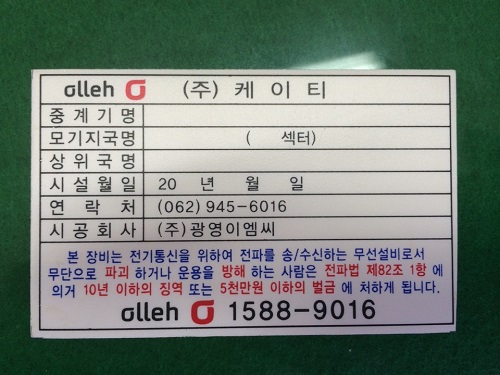 olleh (주) 케이티
중계기명
모기지국명 ( 섹터)
상위국명
시설월일 20 년 월 일
연락처 (062) 945-6016
시공회사 (주)광영이엠씨
본 장비는 전기통신을 위하여 전파를 송/수신하는 무선설비로서
무단으로 파괴 하거나 운용을 방해 하는 사람은 전파법 제82조 1항 에
의거 10년 이하의 징역 또는 5천만원 이하의 벌금 에 처하게 됩니다.
olleh 1588-9016